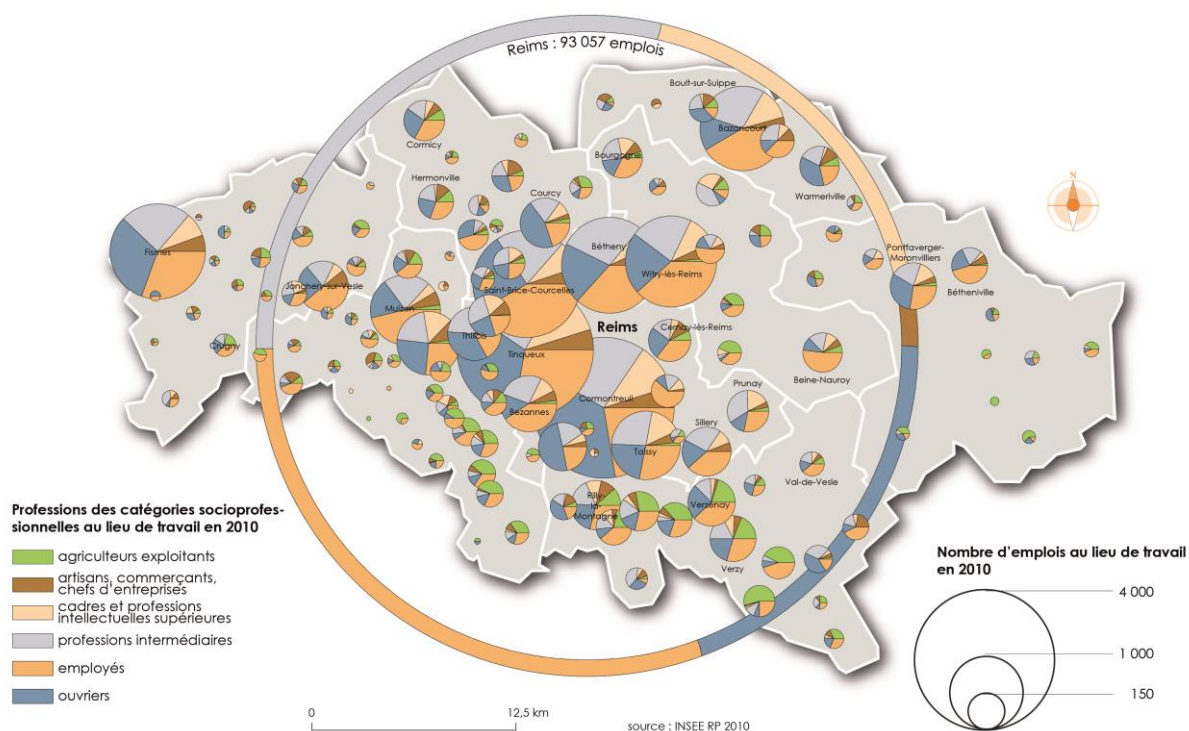 Reims : 93 057 emplois
Boult-sur-Suippe
Bazancourt
Cormicy
Bourgogne
Warmeriville
Hermonville
Courcy
N
Fismes
Bétheny
Witry-lès-Reims
Pontfaverger-
Moronvilliers
Bétheniville
Jonchery-sur-Vesle
Saint-Brice-Courcelles
Muizon
Reims
Cernay-lès-Reims
Thillois
Crugny
Tinqueux
Beine-Nauroy
Prunay
Bezannes
Cormontreuil
Sillery
Taissy
Val-de-Vesle
Rilly-
la-
Montagne
Verzenay
Verzy
Professions des catégories socioprofes-
sionnelles au lieu de travail en 2010
agriculteurs exploitants
artisans, commerçants,
chefs d'entreprises
cadres et professions
intellectuelles supérieures
professions intermédiaires
employés
ouvriers
Nombre d'emplois au lieu de travail
en 2010
4 000
1 000
150
0
12,5 km
source : INSEE RP 2010